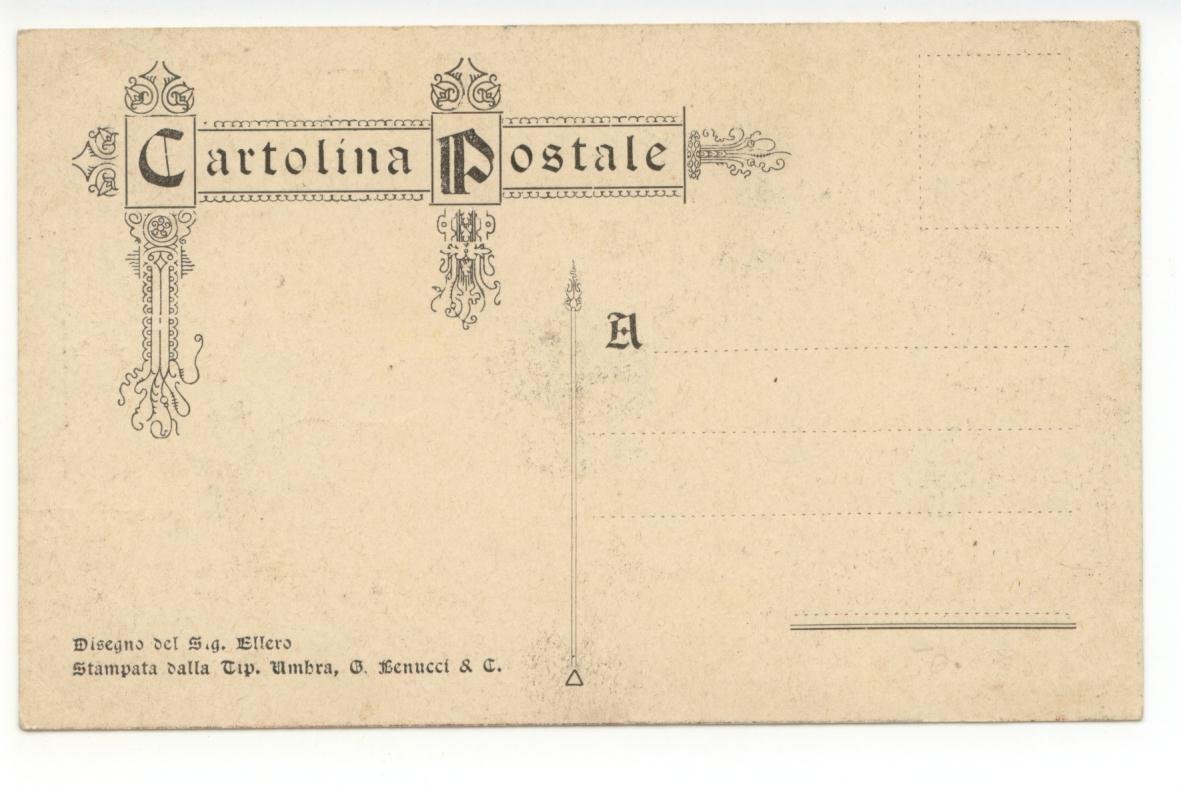 Cartolina Postale
A
Disegno del Sig. Ellero
Stampata dalla Tip. Umbra, G. Benucci & C.